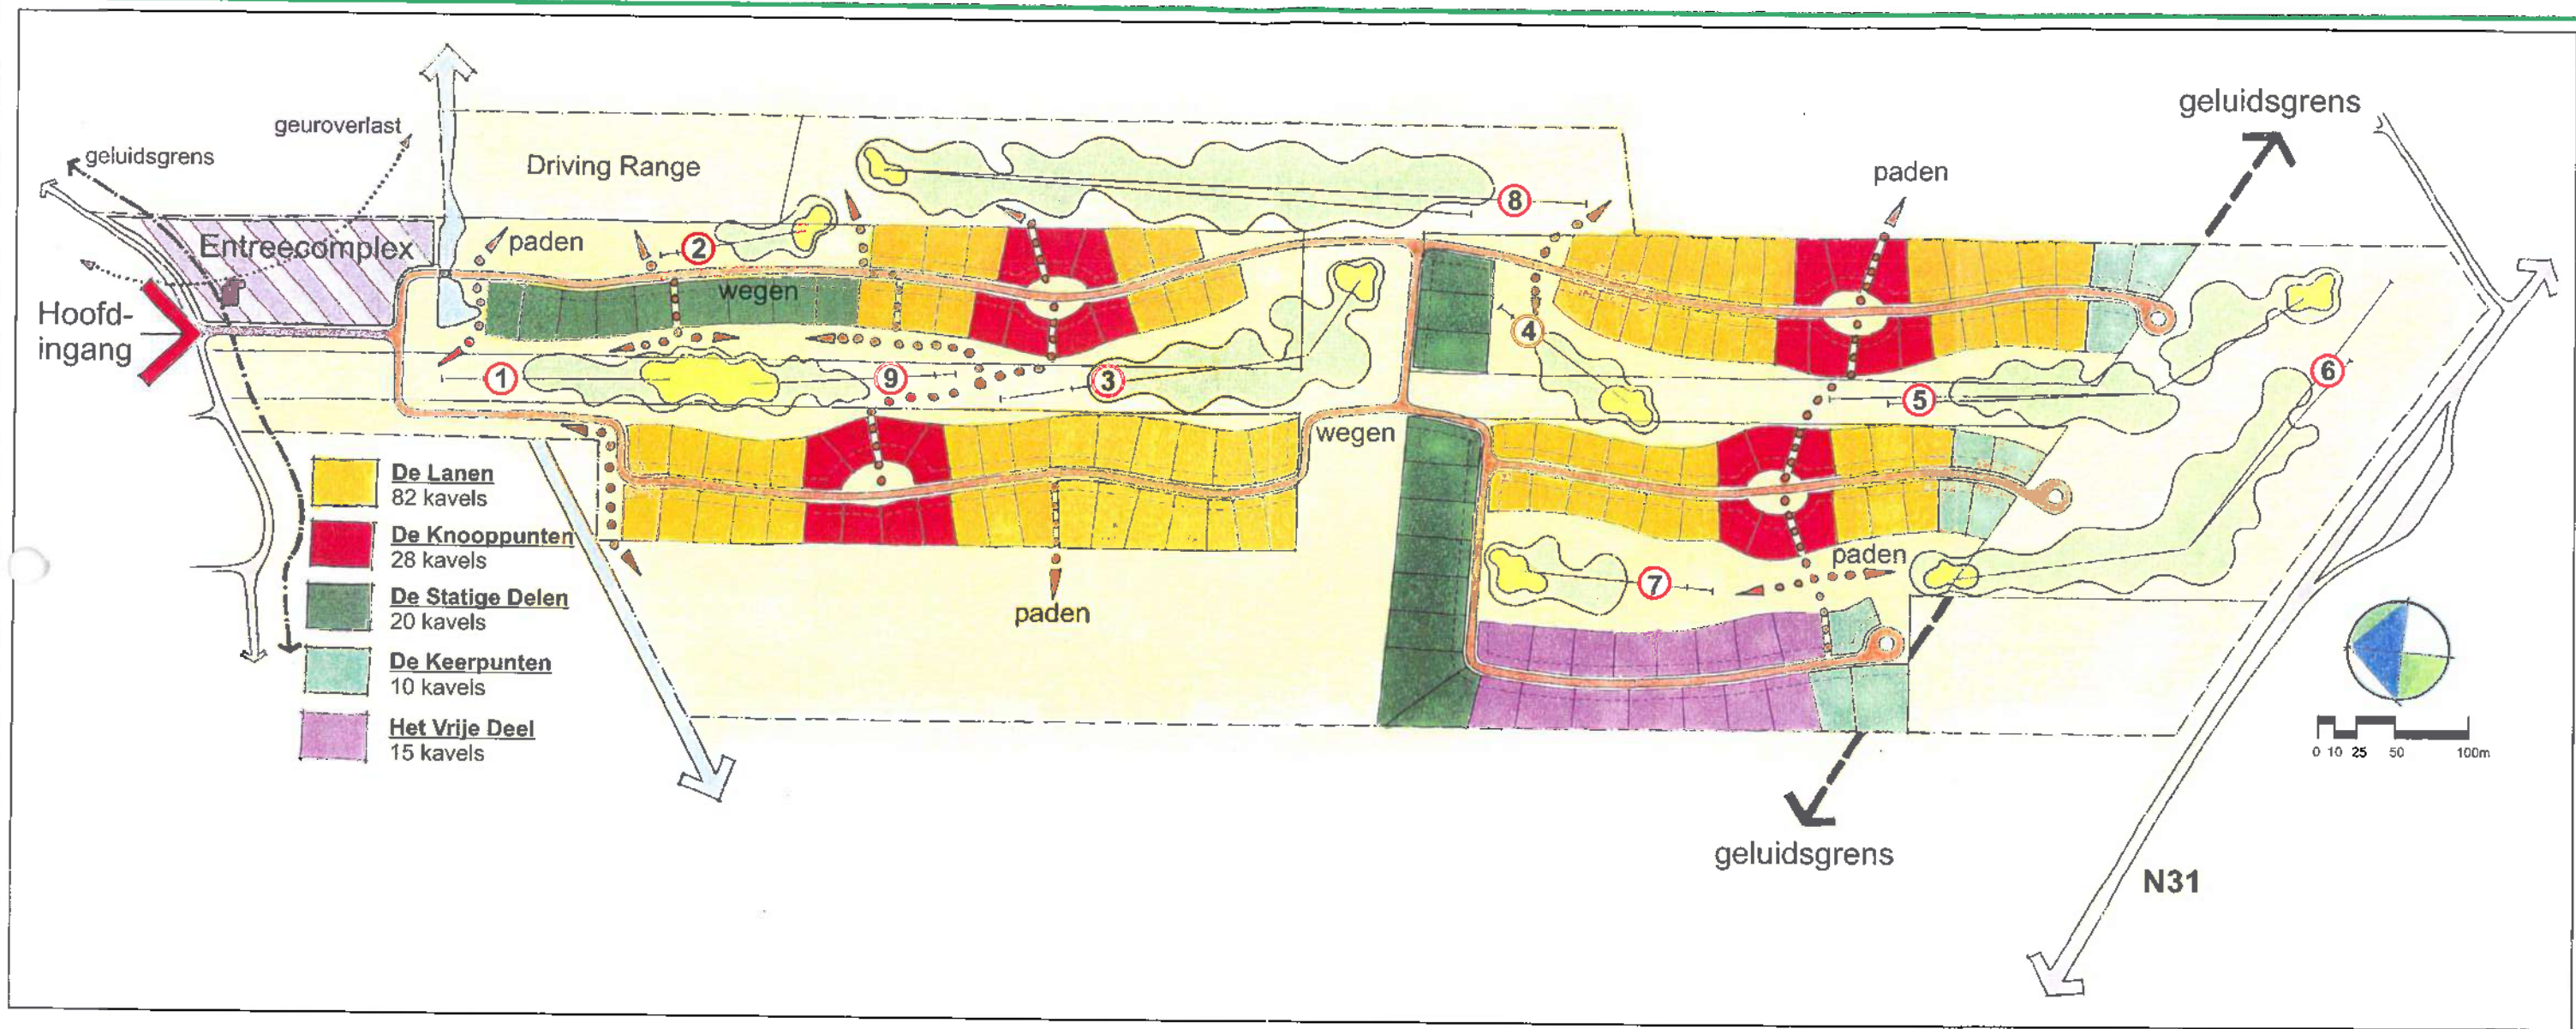 geluidsgrens
geuroverlast
geluidsgrens
Driving Range
paden
8
Entreecomplex
paden
2
wegen
Hoofd-
ingang
4
1
9
3
5
6
wegen
De Lanen
82 kavels
De Knooppunten
28 kavels
De Statige Delen
20 kavels
De Keerpunten
10 kavels
Het Vrije Deel
15 kavels
paden
7
paden
0 10 25 50 100m
geluidsgrens
N31